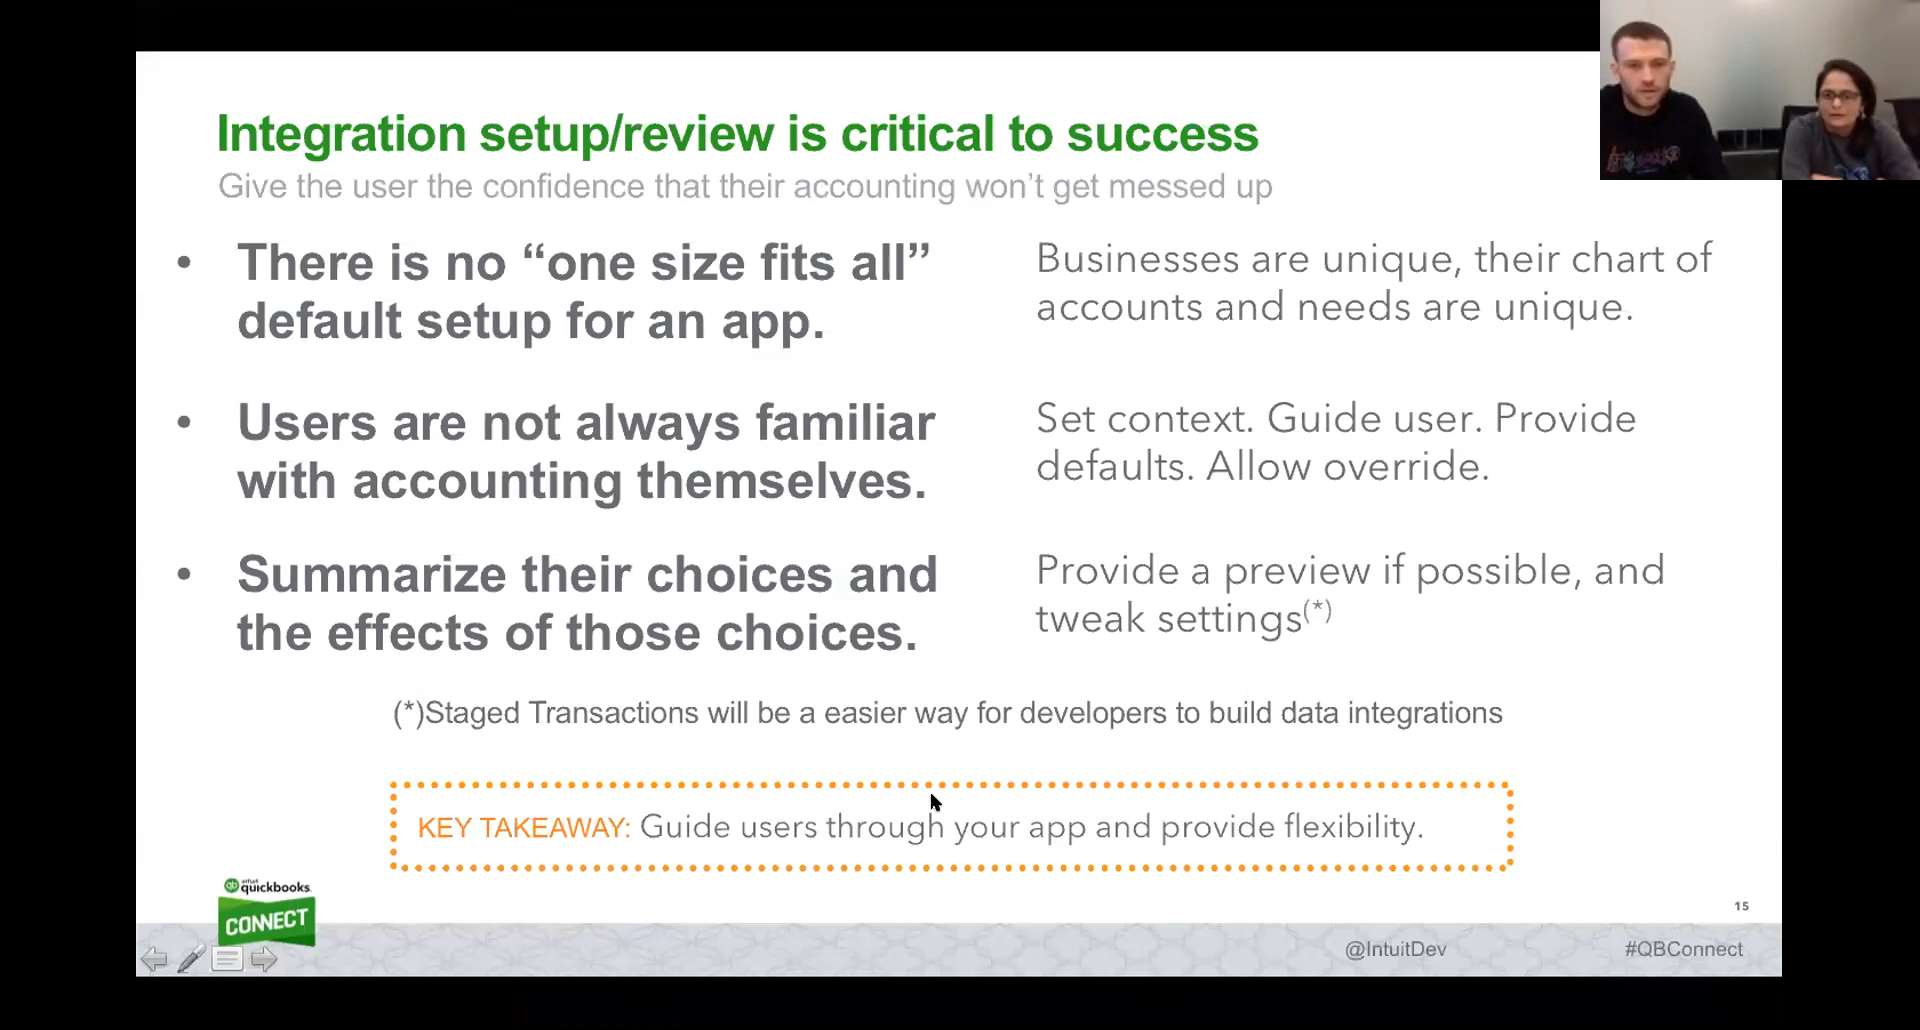 Integration setup/review is critical to success
Give the user the confidence that their accounting won’t get messed up
• There is no “one size fits all”
default setup for an app.
Businesses are unique, their chart of
accounts and needs are unique.
• Users are not always familiar
with accounting themselves.
Set context. Guide user. Provide
defaults. Allow override.
• Summarize their choices and
the effects of those choices.
Provide a preview if possible, and
tweak settings(*)
(*)Staged Transactions will be a easier way for developers to build data integrations
KEY TAKEAWAY: Guide users through your app and provide flexibility.
intuit
qb quickbooks.
CONNECT
15
@IntuitDev
#QBConnect